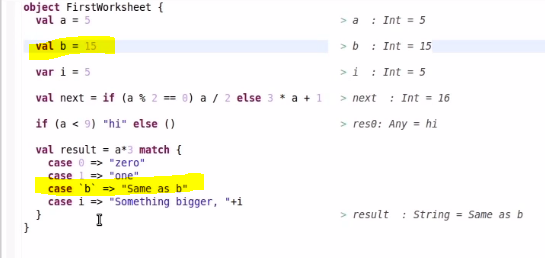 object FirstWorksheet {
val a = 5 > a : Int = 5
val b = 15 > b : Int = 15
var i = 5 > i : Int = 5
val next = if (a % 2 == 0) a / 2 else 3 * a + 1 > next : Int = 16
if (a < 9) "hi" else () > res0: Any = hi
val result = a*3 match {
case 0 => "zero"
case 1 => "one"
case `b` => "Same as b"
case i => "Something bigger, "+i
} > result : String = Same as b
}